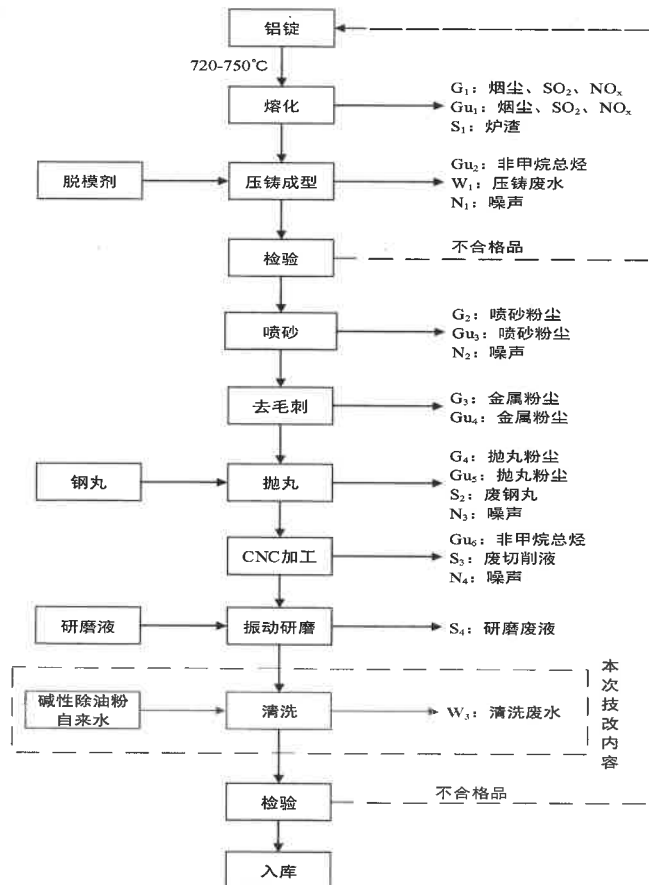 铝锭
720-750℃
熔化
G₁：烟尘、SO₂、NOₓ
Gu₁：烟尘、SO₂、NOₓ
S₁：炉渣
脱模剂
压铸成型
Gu₂：非甲烷总烃
W₁：压铸废水
N₁：噪声
检验
不合格品
喷砂
G₂：喷砂粉尘
Gu₃：喷砂粉尘
N₂：噪声
去毛刺
G₃：金属粉尘
Gu₄：金属粉尘
钢丸
抛丸
G₄：抛丸粉尘
Gu₅：抛丸粉尘
S₂：废钢丸
N₃：噪声
CNC加工
Gu₆：非甲烷总烃
S₃：废切削液
N₄：噪声
研磨液
振动研磨
S₄：研磨废液
本次技改内容
碱性除油粉
自来水
清洗
W₃：清洗废水
检验
不合格品
入库